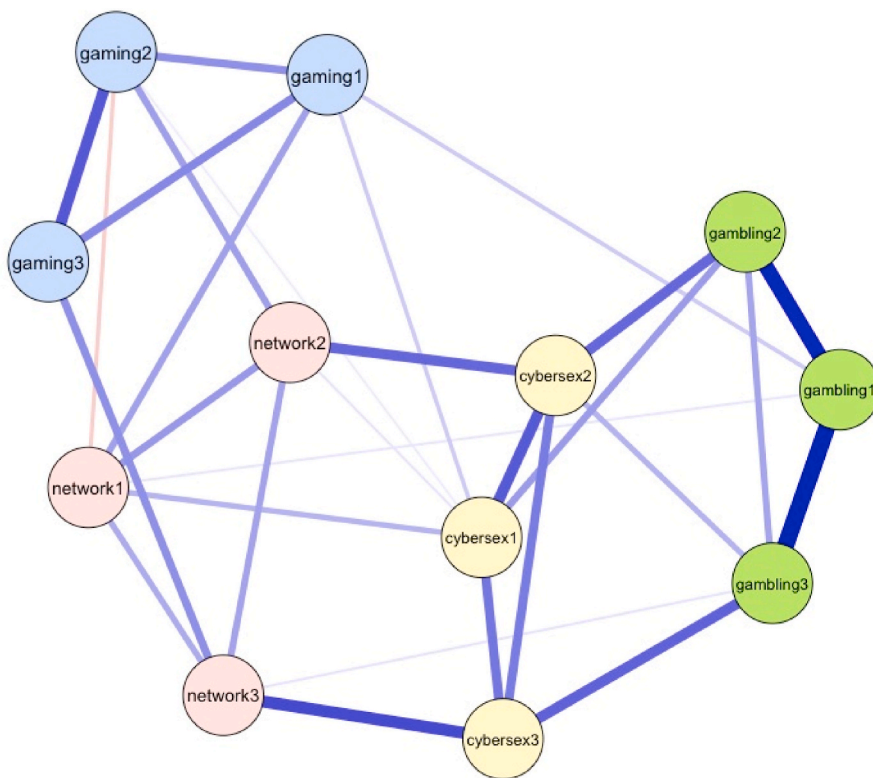 gaming2
gaming1
gambling2
gaming3
network2
cybersex2
gambling1
network1
cybersex1
gambling3
network3
cybersex3